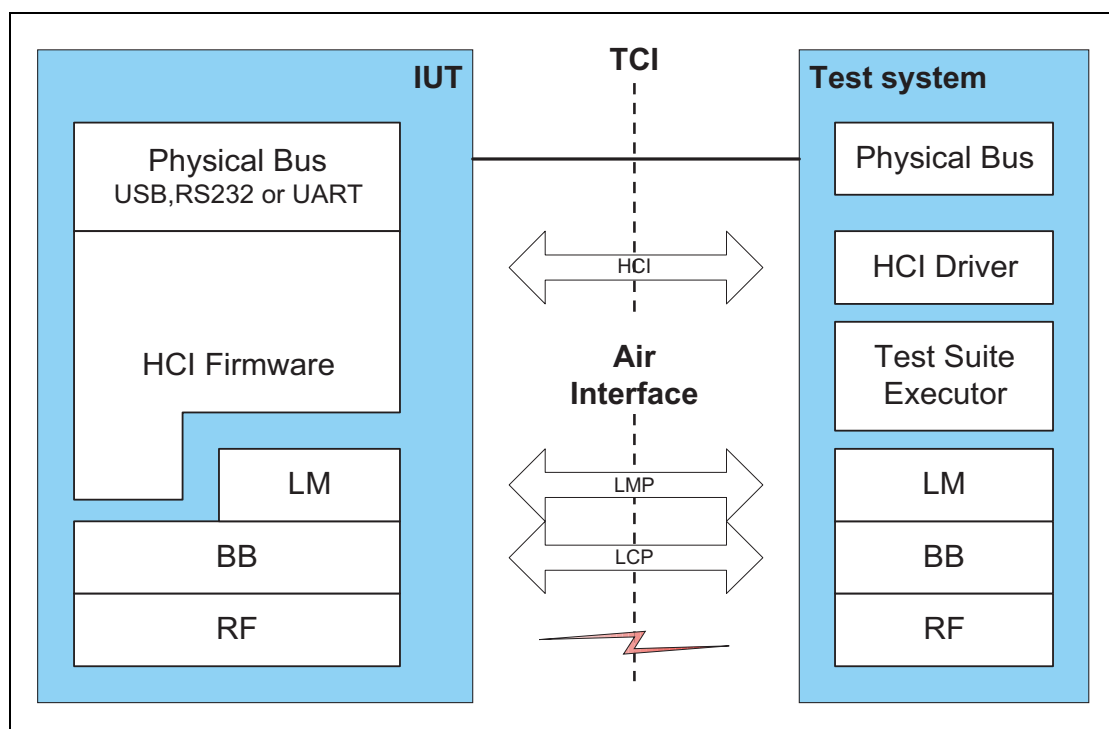 IUT
Physical Bus
USB,RS232 or UART
HCI Firmware
LM
BB
RF
TCI
HCI
Air
Interface
LMP
LCP
Test system
Physical Bus
HCI Driver
Test Suite
Executor
LM
BB
RF